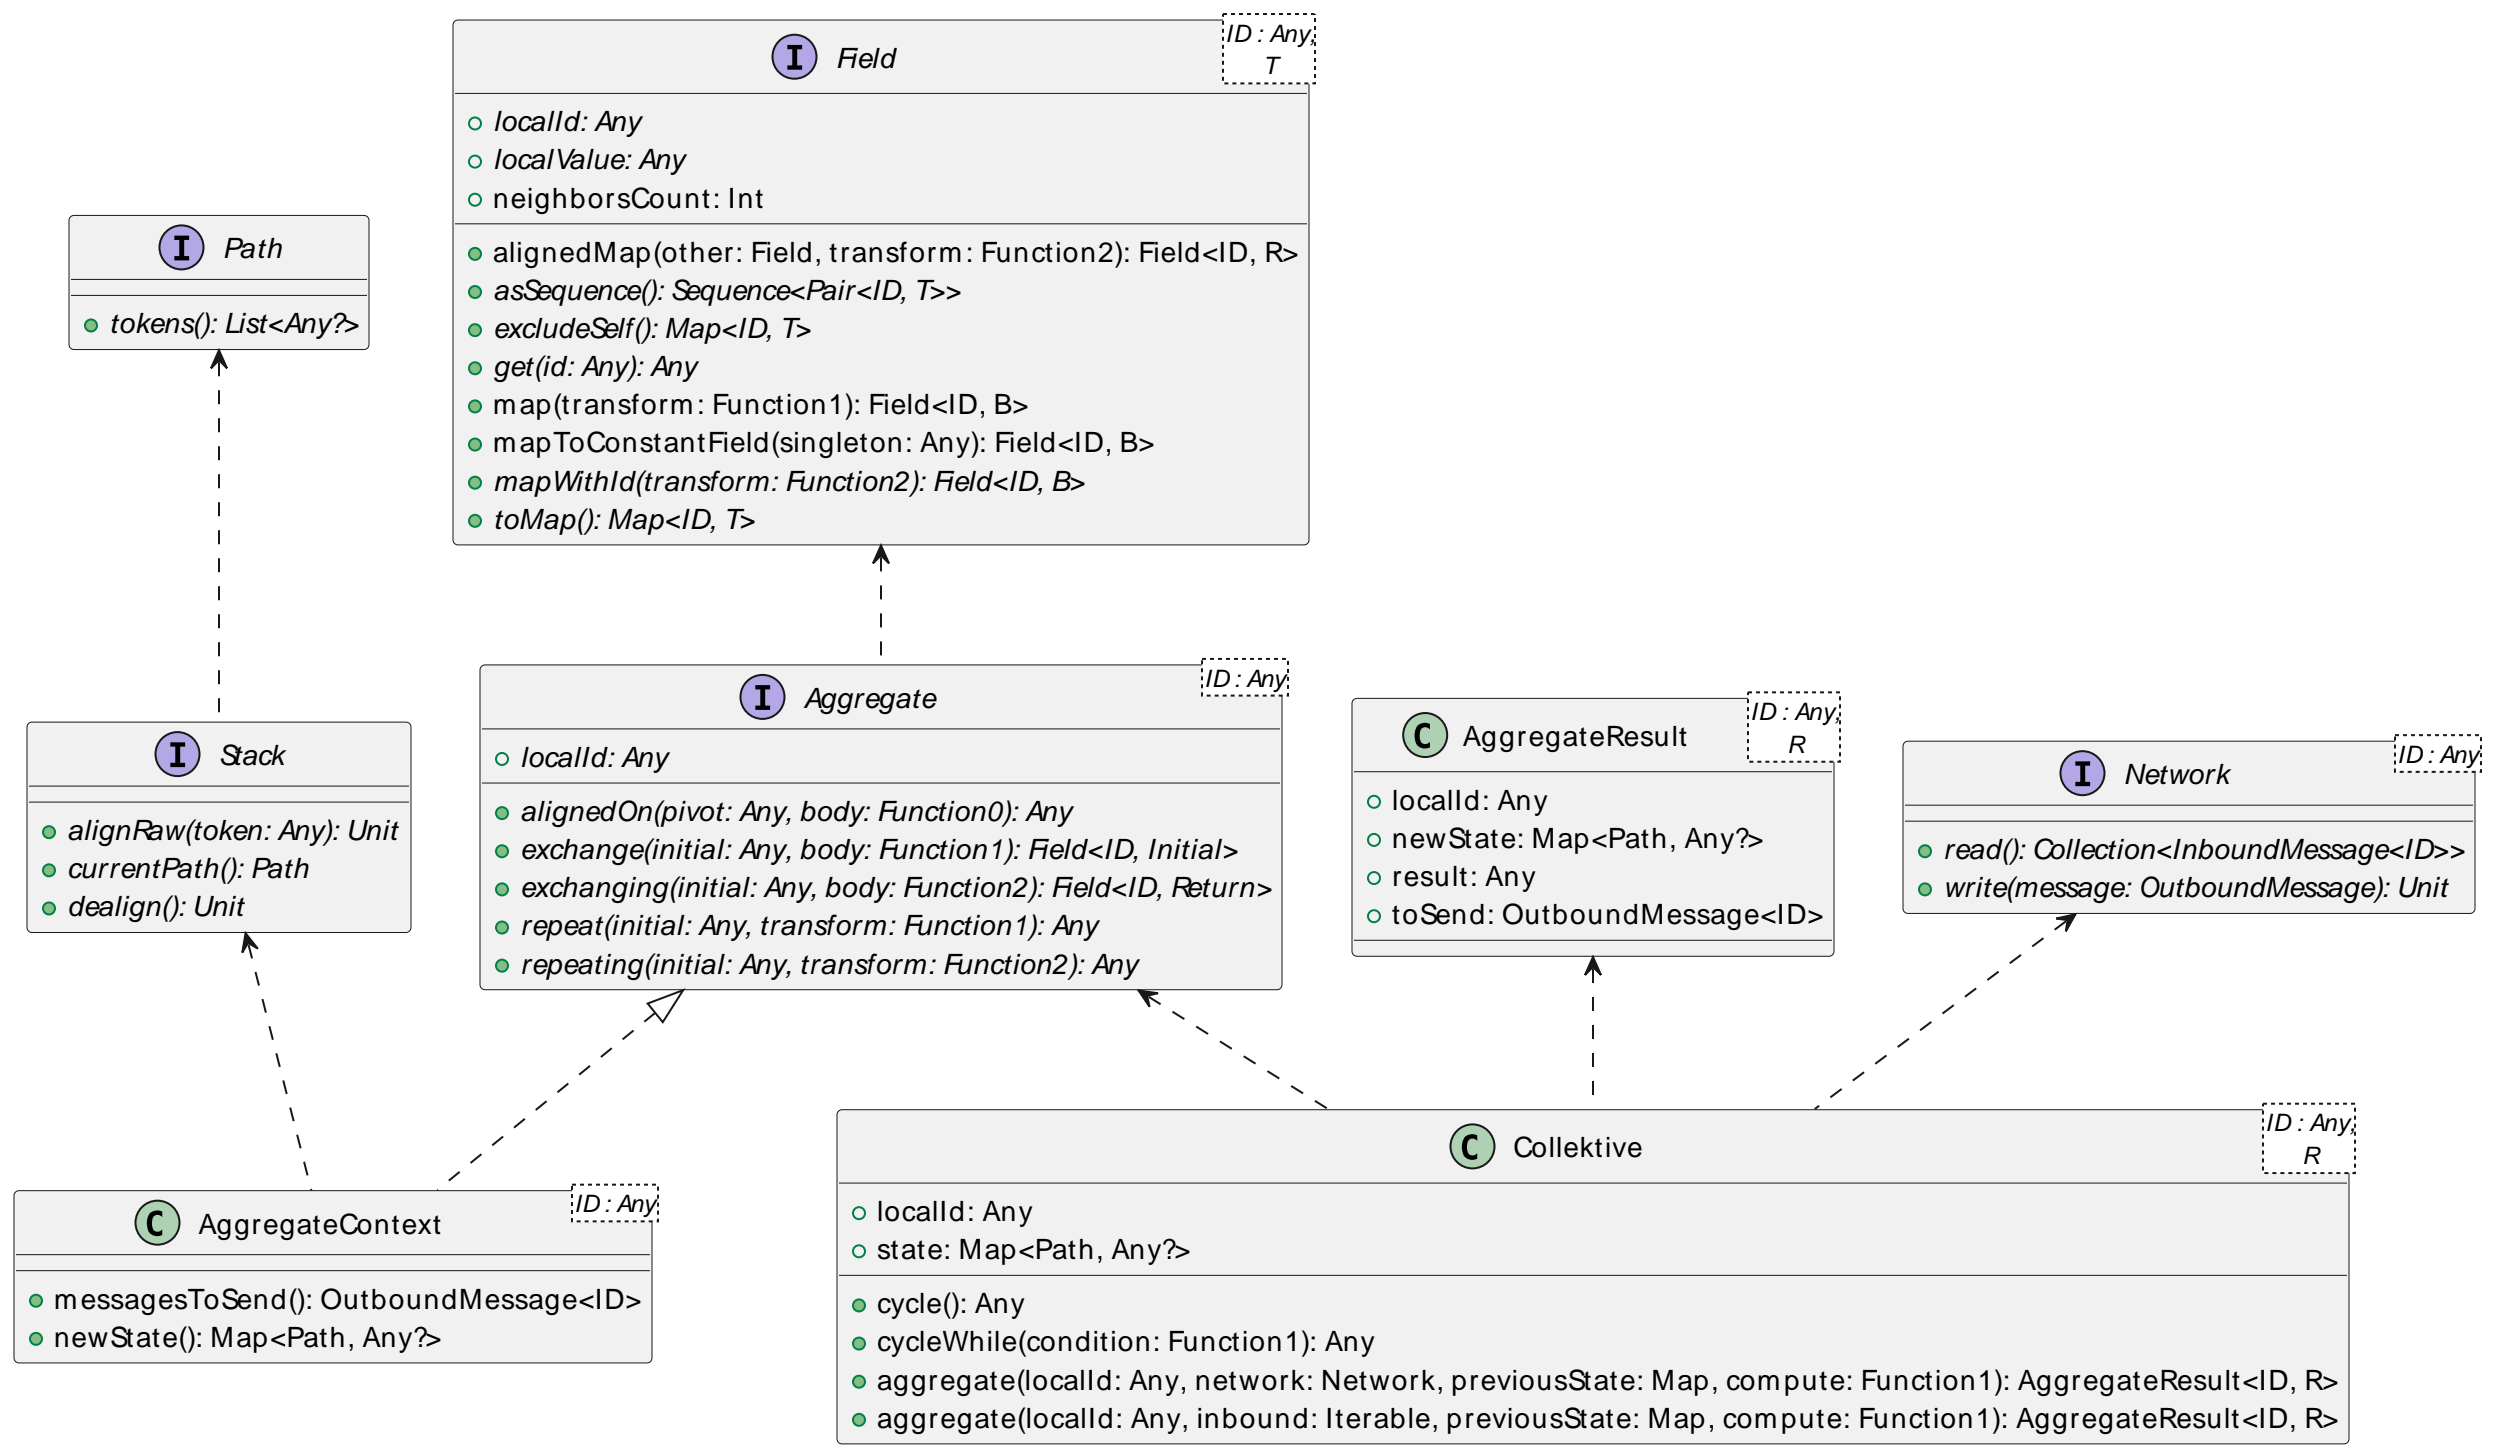 I Field
ID : Any,
T
localId: Any
localValue: Any
neighborsCount: Int
alignedMap(other: Field, transform: Function2): Field<ID, R>
asSequence(): Sequence<Pair<ID, T>>
excludeSelf(): Map<ID, T>
get(id: Any): Any
map(transform: Function1): Field<ID, B>
mapToConstantField(singleton: Any): Field<ID, B>
mapWithId(transform: Function2): Field<ID, B>
toMap(): Map<ID, T>
I Path
tokens(): List<Any?>
I Stack
alignRaw(token: Any): Unit
currentPath(): Path
dealign(): Unit
I Aggregate
ID : Any
localId: Any
alignedOn(pivot: Any, body: Function0): Any
exchange(initial: Any, body: Function1): Field<ID, Initial>
exchanging(initial: Any, body: Function2): Field<ID, Return>
repeat(initial: Any, transform: Function1): Any
repeating(initial: Any, transform: Function2): Any
C AggregateResult
ID : Any,
R
localId: Any
newState: Map<Path, Any?>
result: Any
toSend: OutboundMessage<ID>
I Network
ID : Any
read(): Collection<InboundMessage<ID>>
write(message: OutboundMessage): Unit
C AggregateContext
ID : Any
messagesToSend(): OutboundMessage<ID>
newState(): Map<Path, Any?>
C Collektive
ID : Any,
R
localId: Any
state: Map<Path, Any?>
cycle(): Any
cycleWhile(condition: Function1): Any
aggregate(localId: Any, network: Network, previousState: Map, compute: Function1): AggregateResult<ID, R>
aggregate(localId: Any, inbound: Iterable, previousState: Map, compute: Function1): AggregateResult<ID, R>